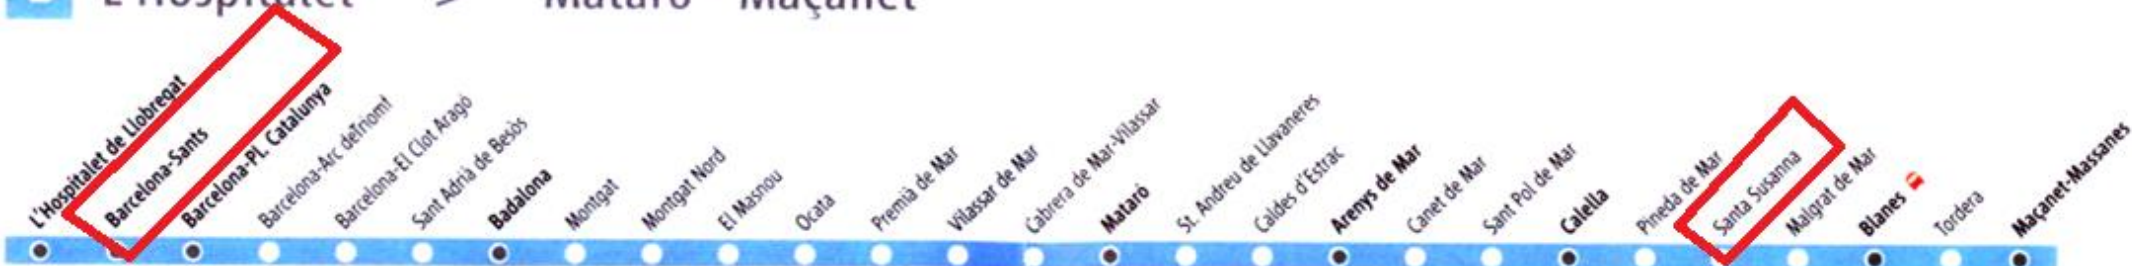 L'Hospitalet > Mataró Maçanet
L'Hospitalet de Llobregat
Barcelona-Sants
Barcelona-Pl. Catalunya
Barcelona-Arc deTriomf
Barcelona-El Clot Aragó
Sant Adrià de Besòs
Badalona
Montgat
Montgat Nord
El Masnou
Ocata
Premià de Mar
Vilassar de Mar
Cabrera de Mar-Vilassar
Mataró
St. Andreu de Llavaneres
Caldes d'Estrac
Arenys de Mar
Canet de Mar
Sant Pol de Mar
Calella
Pineda de Mar
Santa Susanna
Malgrat de Mar
Blanes
Tordera
Maçanet-Massanes